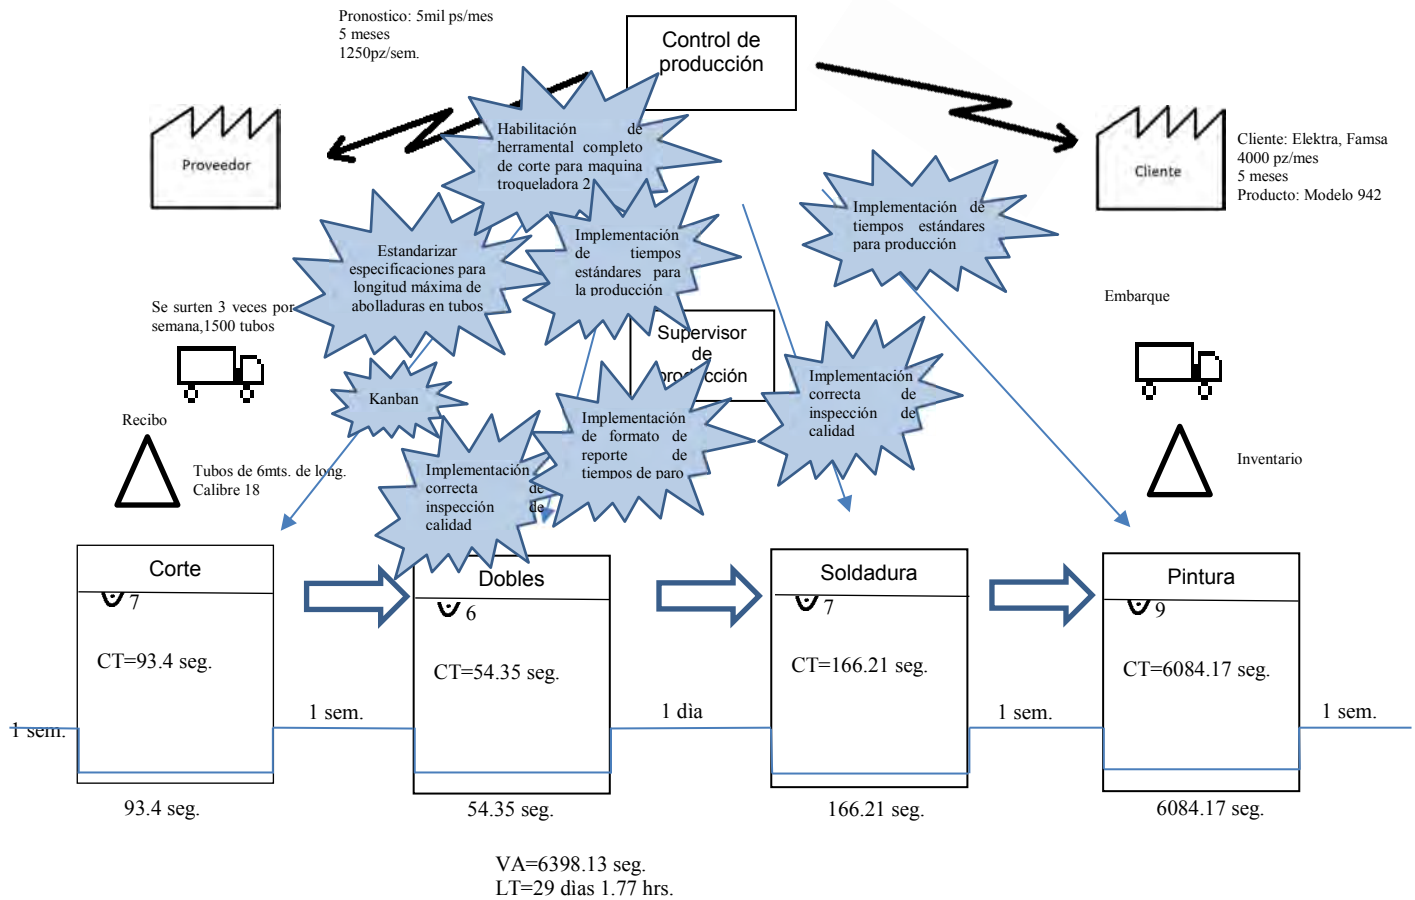 Pronostico: 5mil ps/mes
5 meses
1250pz/sem.
Control de
producción
Proveedor
Cliente
Cliente: Elektra, Famsa
4000 pz/mes
5 meses
Producto: Modelo 942
Habilitación de
herramental completo
de corte para maquina
troqueladora 2
Estandarizar
especificaciones para
longitud máxima de
abolladuras en tubos
Implementación
de tiempos
estándares para
la producción
Implementación de
tiempos estándares
para producción
Se surten 3 veces por
semana,1500 tubos
Embarque
Supervisor
de
producción
Kanban
Implementación
correcta de
inspección de
calidad
Implementación
de formato de
reporte de
tiempos de paro
Implementación
correcta de
inspección de
calidad
Recibo
Tubos de 6mts. de long.
Calibre 18
Inventario
Corte
7
CT=93.4 seg.
Dobles
6
CT=54.35 seg.
Soldadura
7
CT=166.21 seg.
Pintura
9
CT=6084.17 seg.
1 sem.
1 sem.
1 dìa
1 sem.
1 sem.
93.4 seg.
54.35 seg.
166.21 seg.
6084.17 seg.
VA=6398.13 seg.
LT=29 dìas 1.77 hrs.